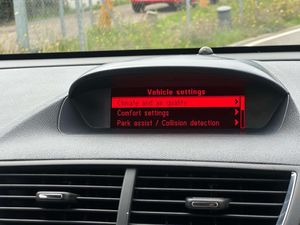 Vehicle settings
Climate and air quality
Comfort settings
Park assist / Collision detection